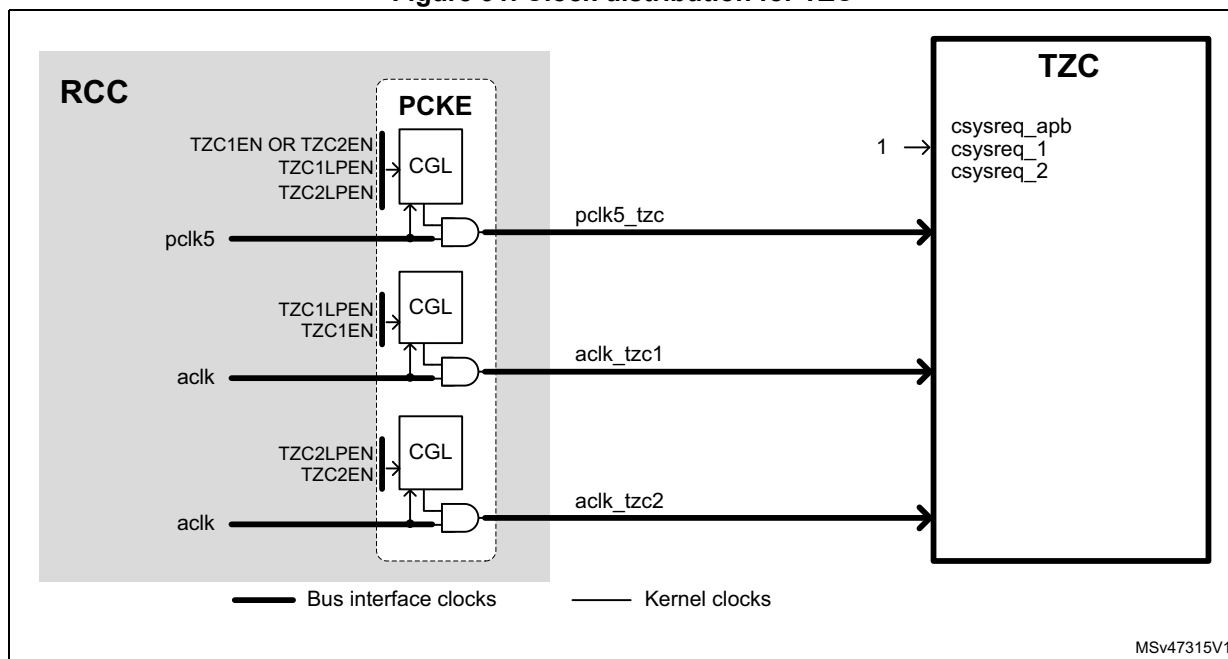 Figure Clock distribution for TZC
RCC
PCKE
TZC1EN OR TZC2EN
TZC1LPEN
TZC2LPEN
CGL
pclk5
pclk5_tzc
TZC1LPEN
TZC1EN
CGL
aclk
aclk_tzc1
TZC2LPEN
TZC2EN
CGL
aclk
aclk_tzc2
TZC
1
csysreq_apb
csysreq_1
csysreq_2
Bus interface clocks
Kernel clocks
MSv47315V1